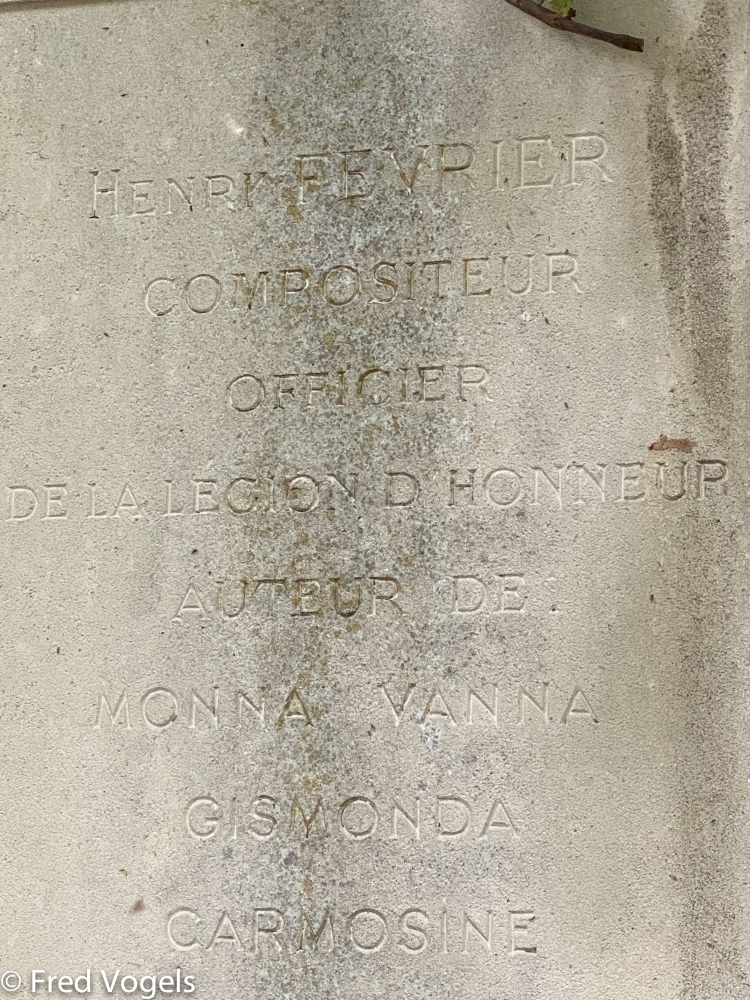 HENRY FEVRIER
COMPOSITEUR
OFFICIER
DE LA LÉGION D'HONNEUR
AUTEUR DE:
MONNA VANNA
GISMONDA
CARMOSINE
© Fred Vogels